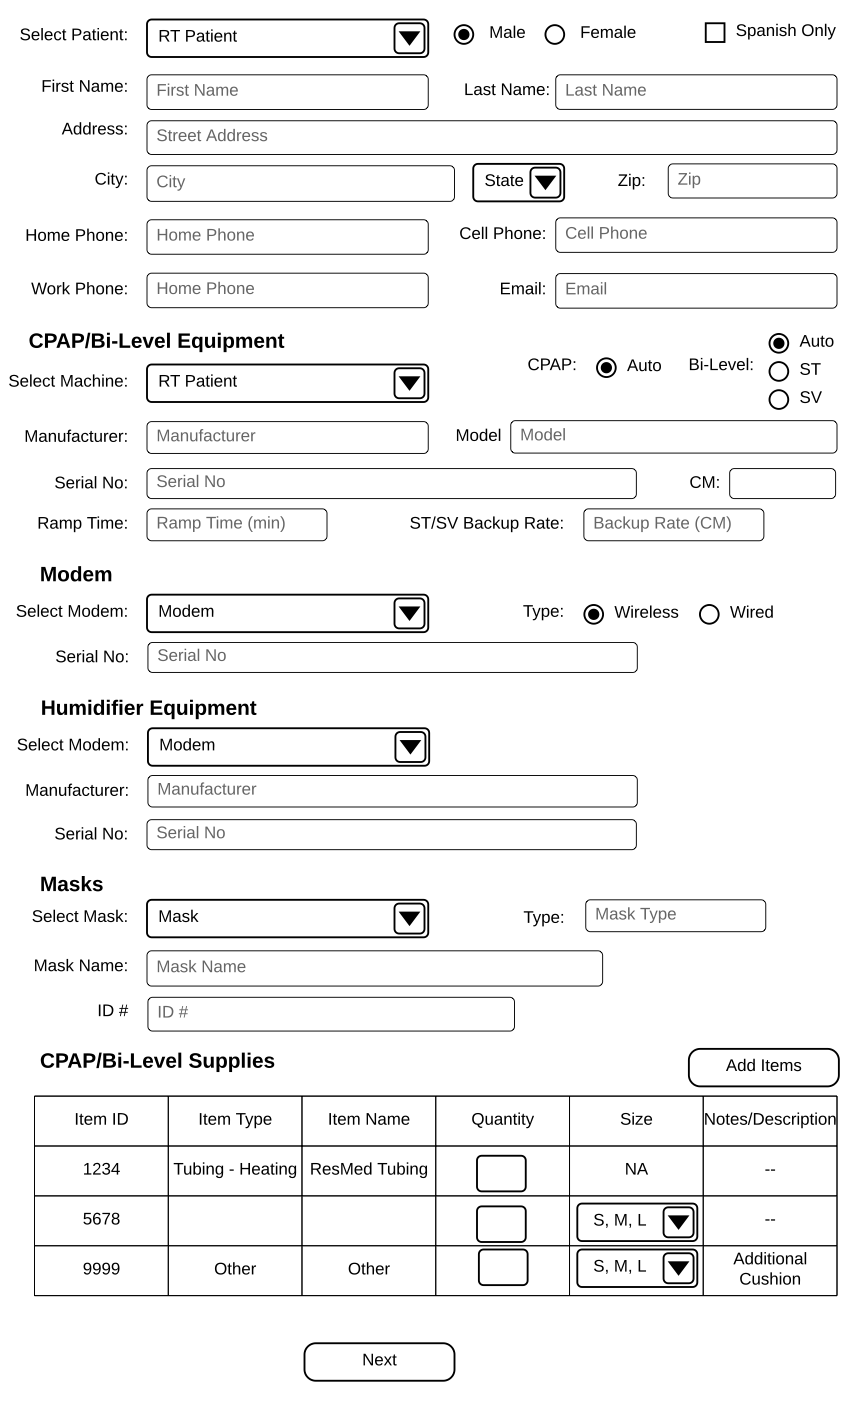 Select Patient: RT Patient Male Female Spanish Only
First Name: First Name Last Name: Last Name
Address: Street Address
City: City State Zip: Zip
Home Phone: Home Phone Cell Phone: Cell Phone
Work Phone: Home Phone Email: Email
CPAP/Bi-Level Equipment
Auto
CPAP: Auto Bi-Level: ST
Select Machine: RT Patient
SV
Manufacturer: Manufacturer Model Model
Serial No: Serial No CM:
Ramp Time: Ramp Time (min) ST/SV Backup Rate: Backup Rate (CM)
Modem
Select Modem: Modem Type: Wireless Wired
Serial No: Serial No
Humidifier Equipment
Select Modem: Modem
Manufacturer: Manufacturer
Serial No: Serial No
Masks
Select Mask: Mask Type: Mask Type
Mask Name: Mask Name
ID # ID #
CPAP/Bi-Level Supplies Add Items
Item ID Item Type Item Name Quantity Size Notes/Description
1234 Tubing - Heating ResMed Tubing NA --
5678 S, M, L --
9999 Other Other S, M, L Additional
Cushion
Next